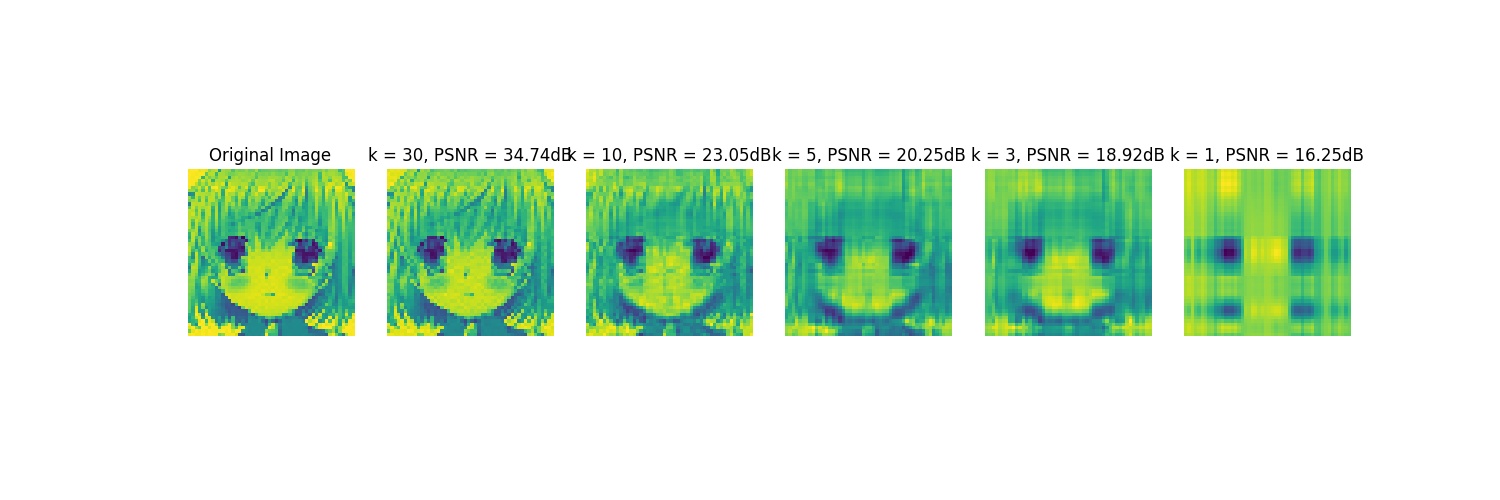 Original Image
k = 30, PSNR = 34.74dB
k = 10, PSNR = 23.05dB
k = 5, PSNR = 20.25dB
k = 3, PSNR = 18.92dB
k = 1, PSNR = 16.25dB